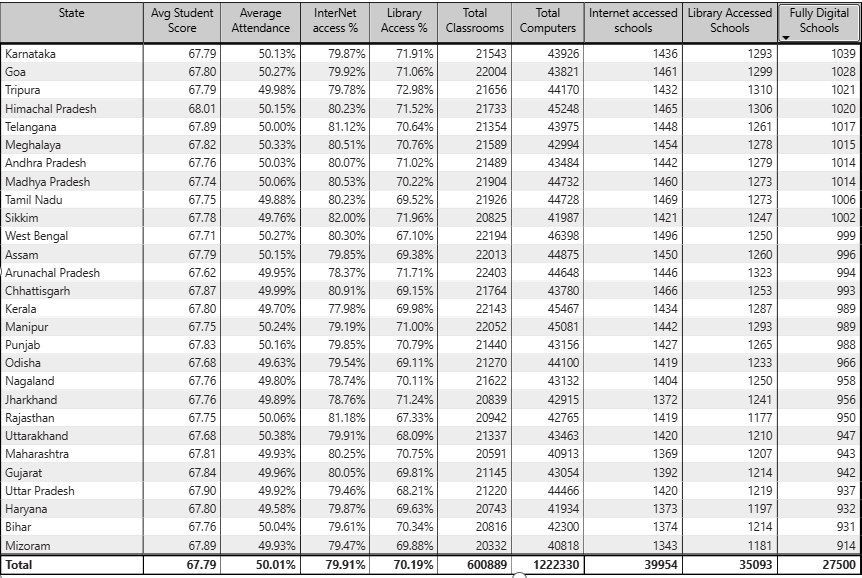 State Avg Student Score Average Attendance InterNet access % Library Access % Total Classrooms Total Computers Internet accessed schools Library Accessed Schools Fully Digital Schools
Karnataka 67.79 50.13% 79.87% 71.91% 21543 43926 1436 1293 1039
Goa 67.80 50.27% 79.92% 71.06% 22004 43821 1461 1299 1028
Tripura 67.79 49.98% 79.78% 72.98% 21656 44170 1432 1310 1021
Himachal Pradesh 68.01 50.15% 80.23% 71.52% 21733 45248 1465 1306 1020
Telangana 67.89 50.00% 81.12% 70.64% 21354 43975 1448 1261 1017
Meghalaya 67.82 50.33% 80.51% 70.76% 21589 42994 1454 1278 1015
Andhra Pradesh 67.76 50.03% 80.07% 71.02% 21489 43484 1442 1279 1014
Madhya Pradesh 67.74 50.06% 80.53% 70.22% 21904 44732 1460 1273 1014
Tamil Nadu 67.75 49.88% 80.23% 69.52% 21926 44728 1469 1273 1006
Sikkim 67.78 49.76% 82.00% 71.96% 20825 41987 1421 1247 1002
West Bengal 67.71 50.27% 80.30% 67.10% 22194 46398 1496 1250 999
Assam 67.79 50.15% 79.85% 69.38% 22013 44875 1450 1260 996
Arunachal Pradesh 67.62 49.95% 78.37% 71.71% 22403 44648 1446 1323 994
Chhattisgarh 67.87 49.99% 80.91% 69.15% 21764 43780 1466 1253 993
Kerala 67.80 49.70% 77.98% 69.98% 22143 45467 1434 1287 989
Manipur 67.75 50.24% 79.19% 71.00% 22052 45081 1442 1293 989
Punjab 67.83 50.16% 79.85% 70.79% 21440 43156 1427 1265 988
Odisha 67.68 49.63% 79.54% 69.11% 21270 44100 1419 1233 966
Nagaland 67.76 49.80% 78.74% 70.11% 21622 43132 1404 1250 958
Jharkhand 67.76 49.89% 78.76% 71.24% 20839 42915 1372 1241 956
Rajasthan 67.75 50.06% 81.18% 67.33% 20942 42765 1419 1177 950
Uttarakhand 67.68 50.38% 79.91% 68.09% 21337 43463 1420 1210 947
Maharashtra 67.81 49.93% 80.25% 70.75% 20591 40913 1369 1207 943
Gujarat 67.84 49.96% 80.05% 69.81% 21145 43054 1392 1214 942
Uttar Pradesh 67.90 49.92% 79.46% 68.21% 21220 44466 1420 1219 937
Haryana 67.80 49.58% 79.87% 69.63% 20743 41934 1373 1197 932
Bihar 67.76 50.04% 79.61% 70.34% 20816 42300 1374 1214 931
Mizoram 67.89 49.93% 79.47% 69.88% 20332 40818 1343 1181 914
Total 67.79 50.01% 79.91% 70.19% 600889 1222330 39954 35093 27500